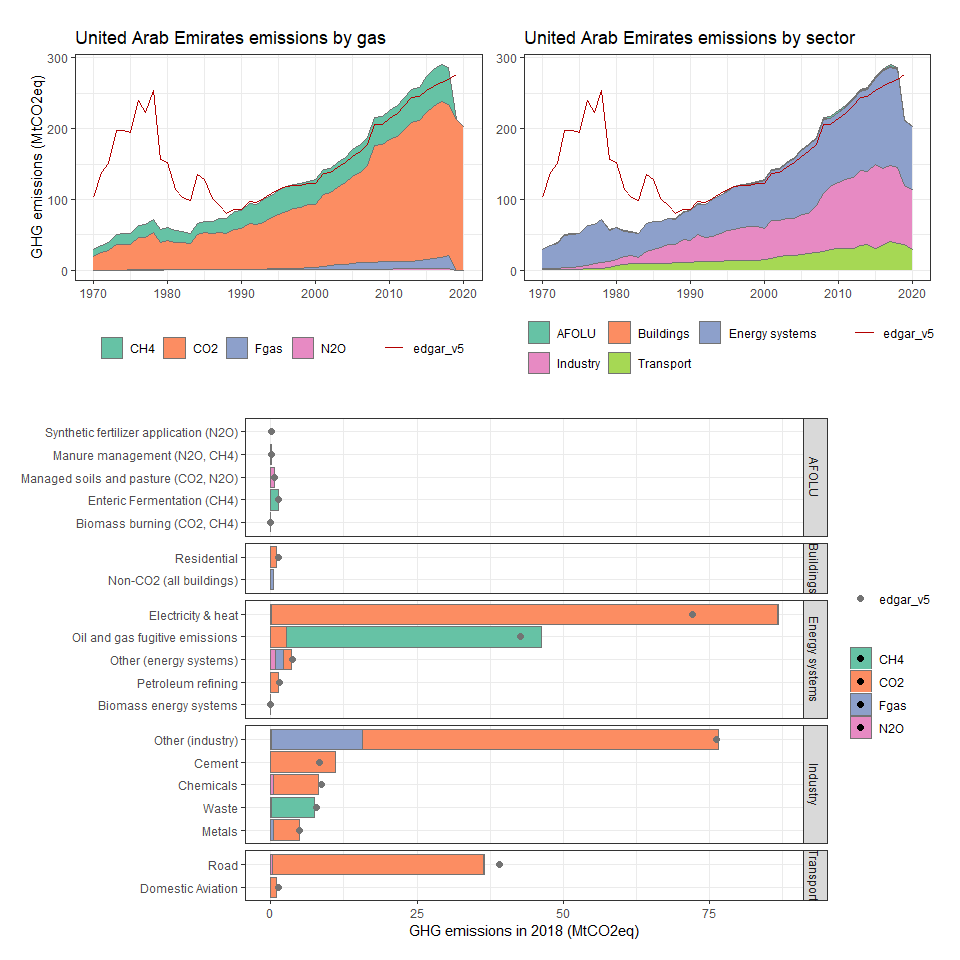 United Arab Emirates emissions by gas
United Arab Emirates emissions by sector
GHG emissions (MtCO2eq)
300
200
100
0
1970 1980 1990 2000 2010 2020
300
200
100
0
1970 1980 1990 2000 2010 2020
CH4 CO2 Fgas N2O edgar_v5
AFOLU Buildings Energy systems edgar_v5
Industry Transport
Synthetic fertilizer application (N2O)
Manure management (N2O, CH4)
Managed soils and pasture (CO2, N2O)
Enteric Fermentation (CH4)
Biomass burning (CO2, CH4)
AFOLU
Residential
Non-CO2 (all buildings)
Buildings
Electricity & heat
Oil and gas fugitive emissions
Other (energy systems)
Petroleum refining
Biomass energy systems
Energy systems
Other (industry)
Cement
Chemicals
Waste
Metals
Industry
Road
Domestic Aviation
Transport
0 25 50 75
GHG emissions in 2018 (MtCO2eq)
edgar_v5
CH4
CO2
Fgas
N2O